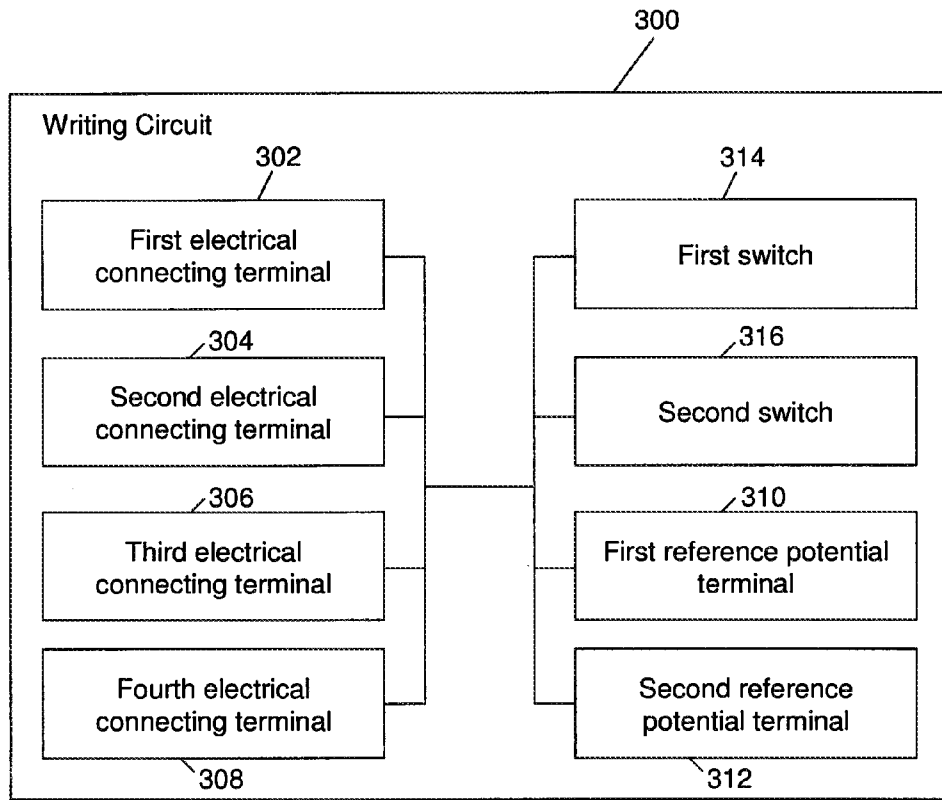 300
Writing Circuit
302
First electrical
connecting terminal
304
Second electrical
connecting terminal
306
Third electrical
connecting terminal
Fourth electrical
connecting terminal
308
314
First switch
316
Second switch
310
First reference potential
terminal
Second reference
potential terminal
312